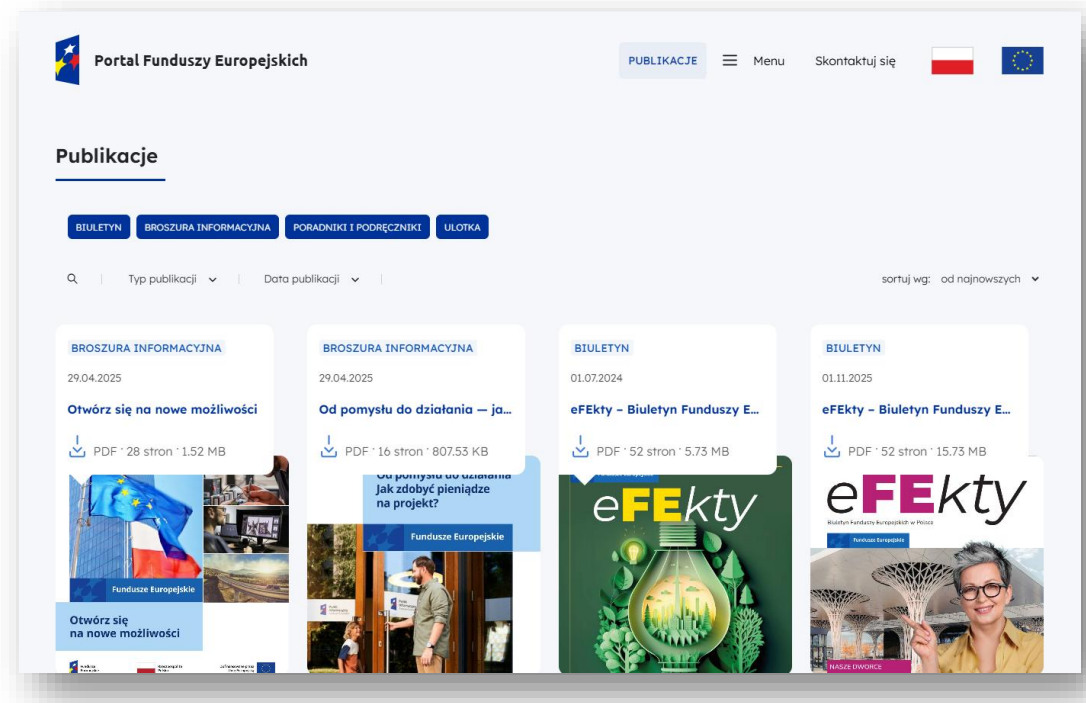 Portal Funduszy Europejskich
PUBLIKACJE
Menu
Skontaktuj się
Publikacje
BIULETYN
BROSZURA INFORMACYJNA
PORADNIKI I PODRĘCZNIKI
ULOTKA
Typ publikacji
Data publikacji
sortuj wg: od najnowszych
BROSZURA INFORMACYJNA
29.04.2025
Otwórz się na nowe możliwości
PDF · 28 stron · 1.52 MB
Fundusze Europejskie
Otwórz się
na nowe możliwości
BROSZURA INFORMACYJNA
29.04.2025
Od pomysłu do działania — ja...
PDF · 16 stron · 807.53 KB
Od pomysłu do działania
Jak zdobyć pieniądze
na projekt?
Fundusze Europejskie
BIULETYN
01.07.2024
eFEkty – Biuletyn Funduszy E...
PDF · 52 stron · 5.73 MB
eFEkty
BIULETYN
01.11.2025
eFEkty – Biuletyn Funduszy E...
PDF · 52 stron · 15.73 MB
eFEkty
Biuletyn Funduszy Europejskich w Polsce
Fundusze Europejskie
NASZE DWORCE